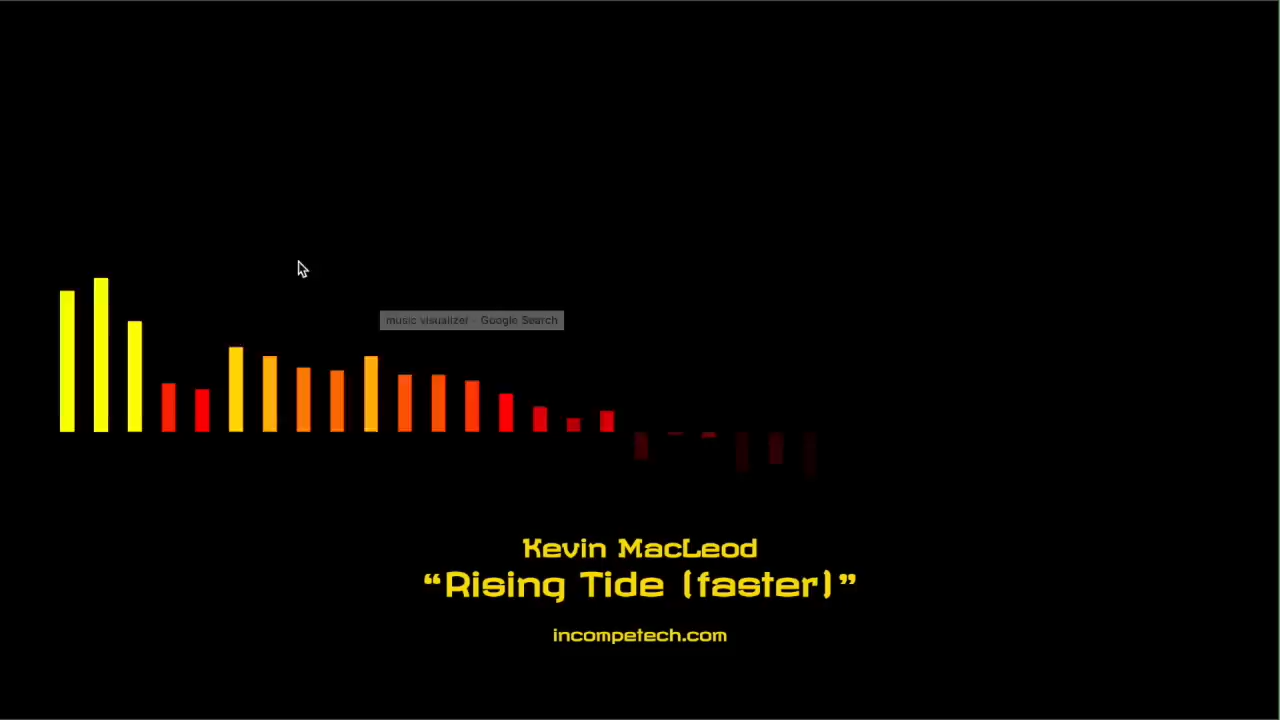 music visualizer - Google Search
Kevin MacLeod
“Rising Tide (faster)”
incompetech.com